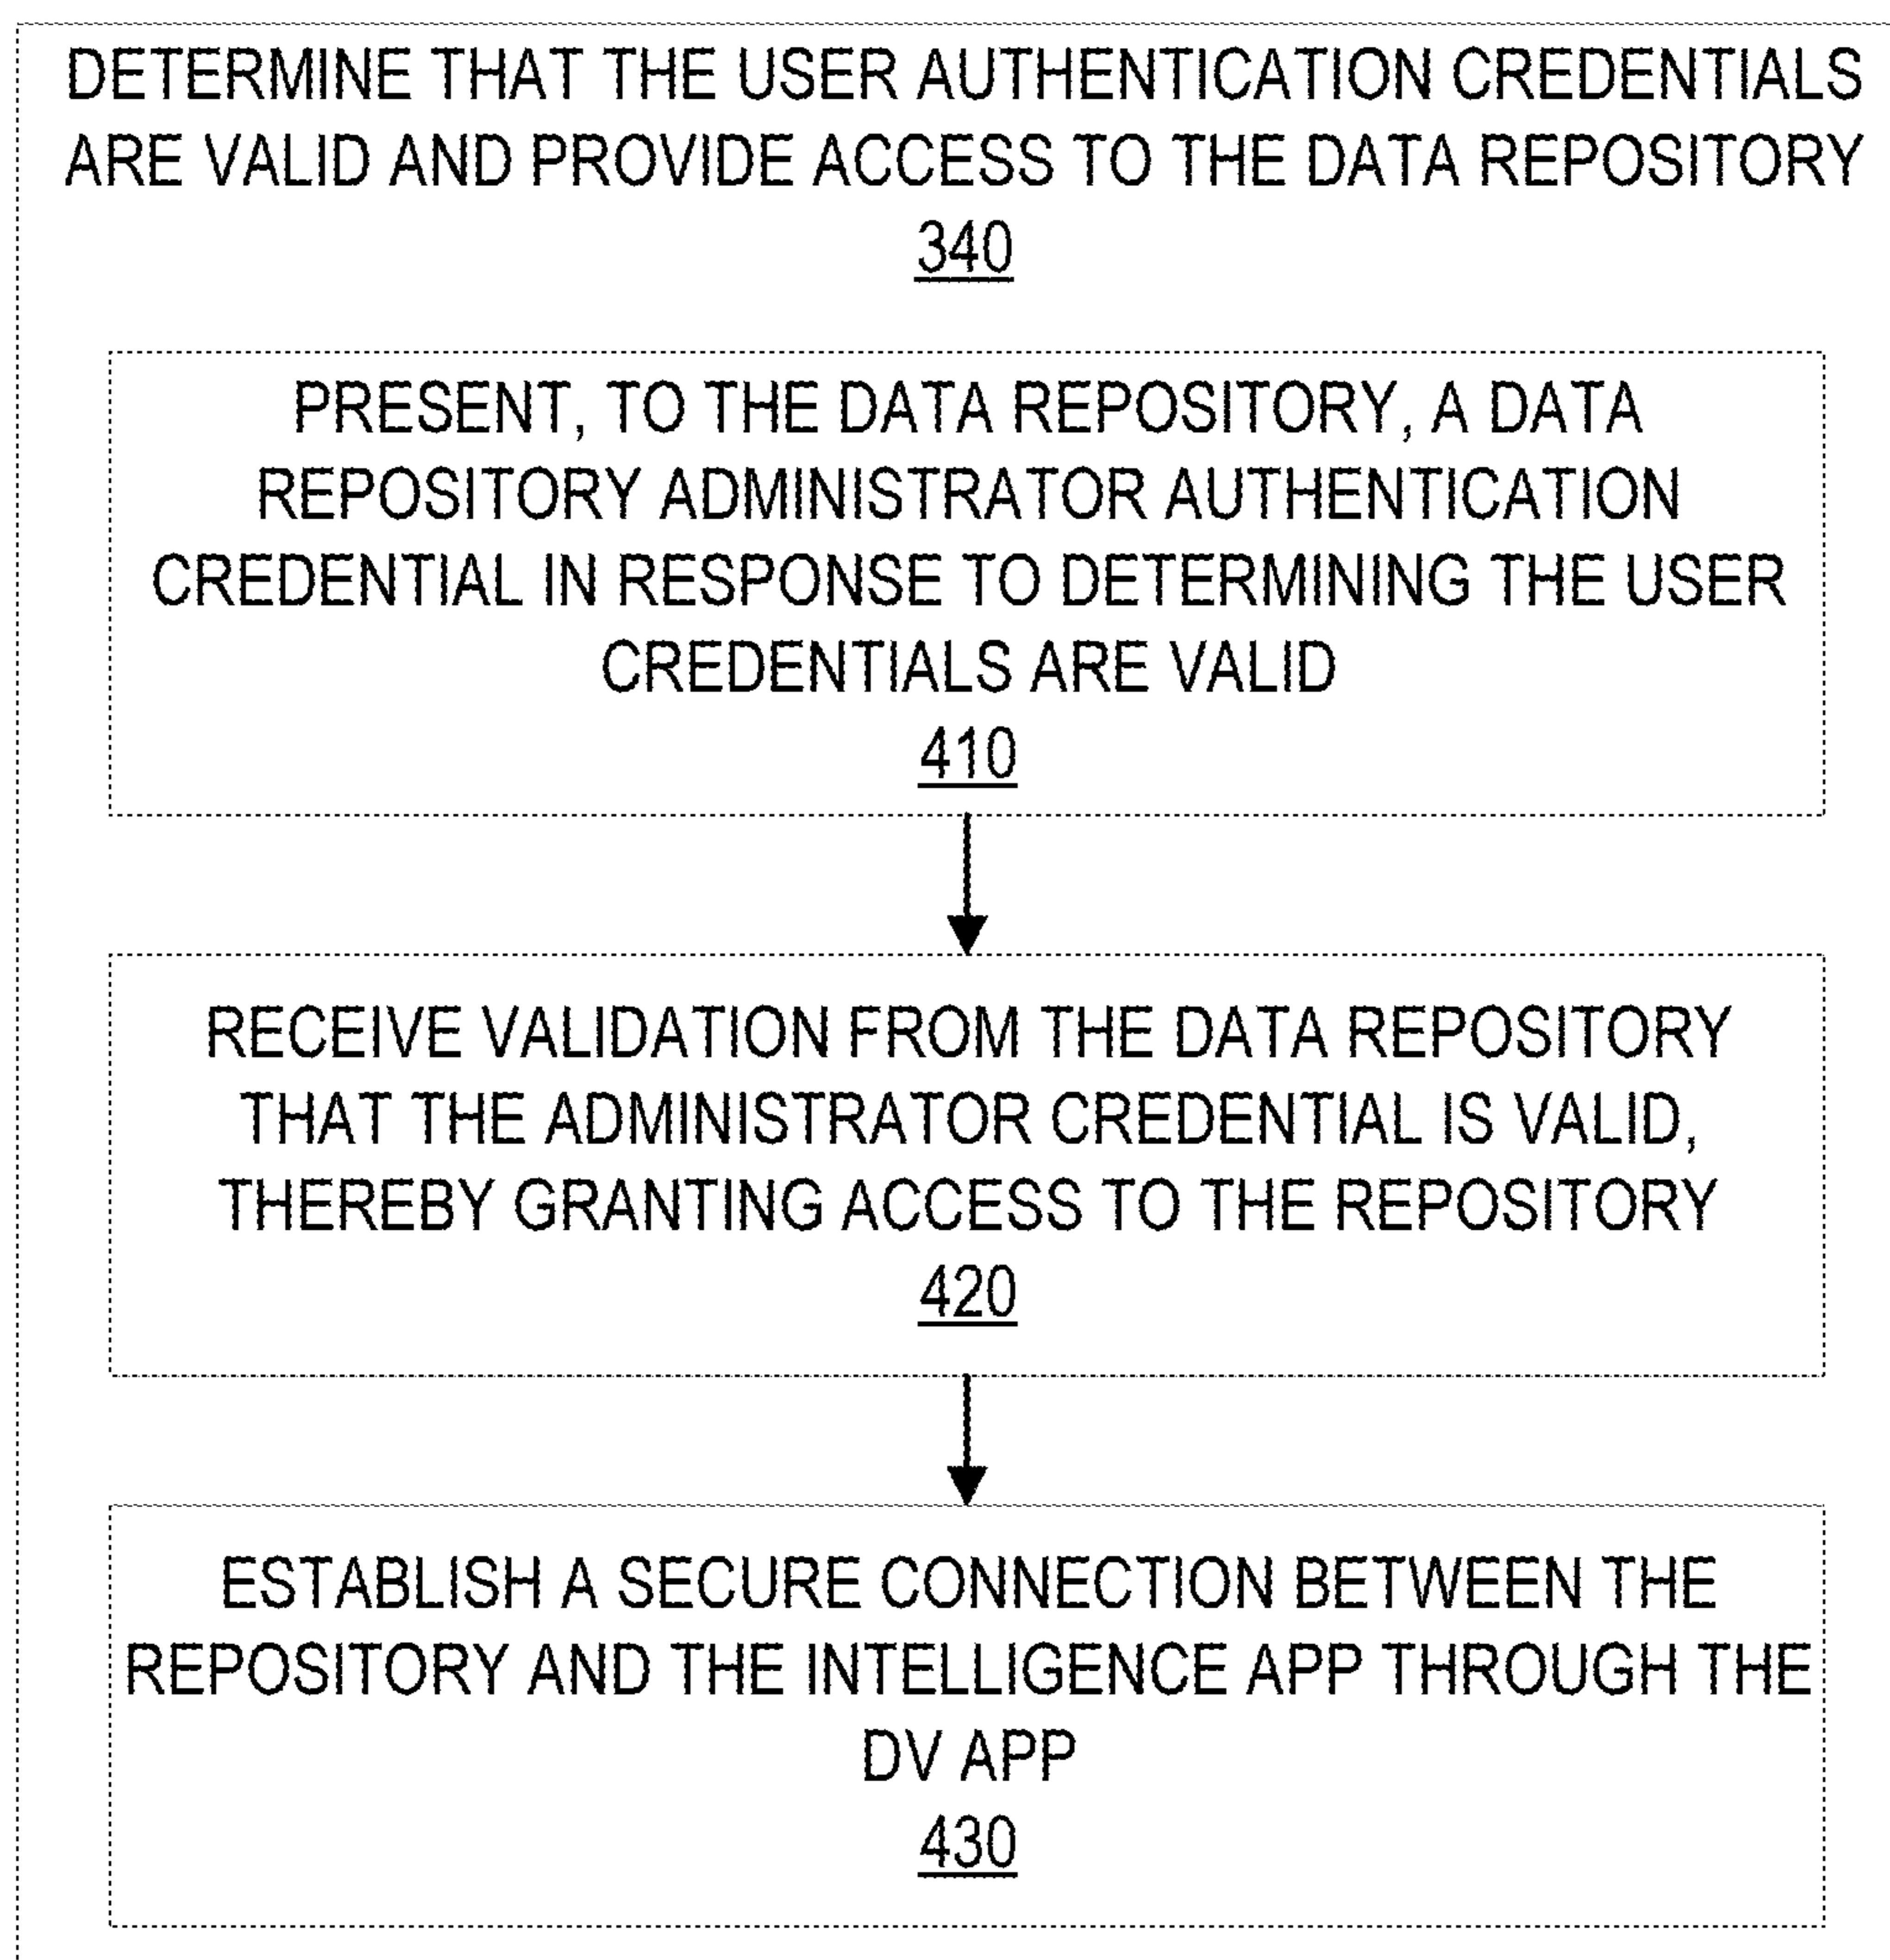 DETERMINE THAT THE USER AUTHENTICATION CREDENTIALS
ARE VALID AND PROVIDE ACCESS TO THE DATA REPOSITORY
340
PRESENT, TO THE DATA REPOSITORY, A DATA
REPOSITORY ADMINISTRATOR AUTHENTICATION
CREDENTIAL IN RESPONSE TO DETERMINING THE USER
CREDENTIALS ARE VALID
410
RECEIVE VALIDATION FROM THE DATA REPOSITORY
THAT THE ADMINISTRATOR CREDENTIAL IS VALID,
THEREBY GRANTING ACCESS TO THE REPOSITORY
420
ESTABLISH A SECURE CONNECTION BETWEEN THE
REPOSITORY AND THE INTELLIGENCE APP THROUGH THE
DV APP
430